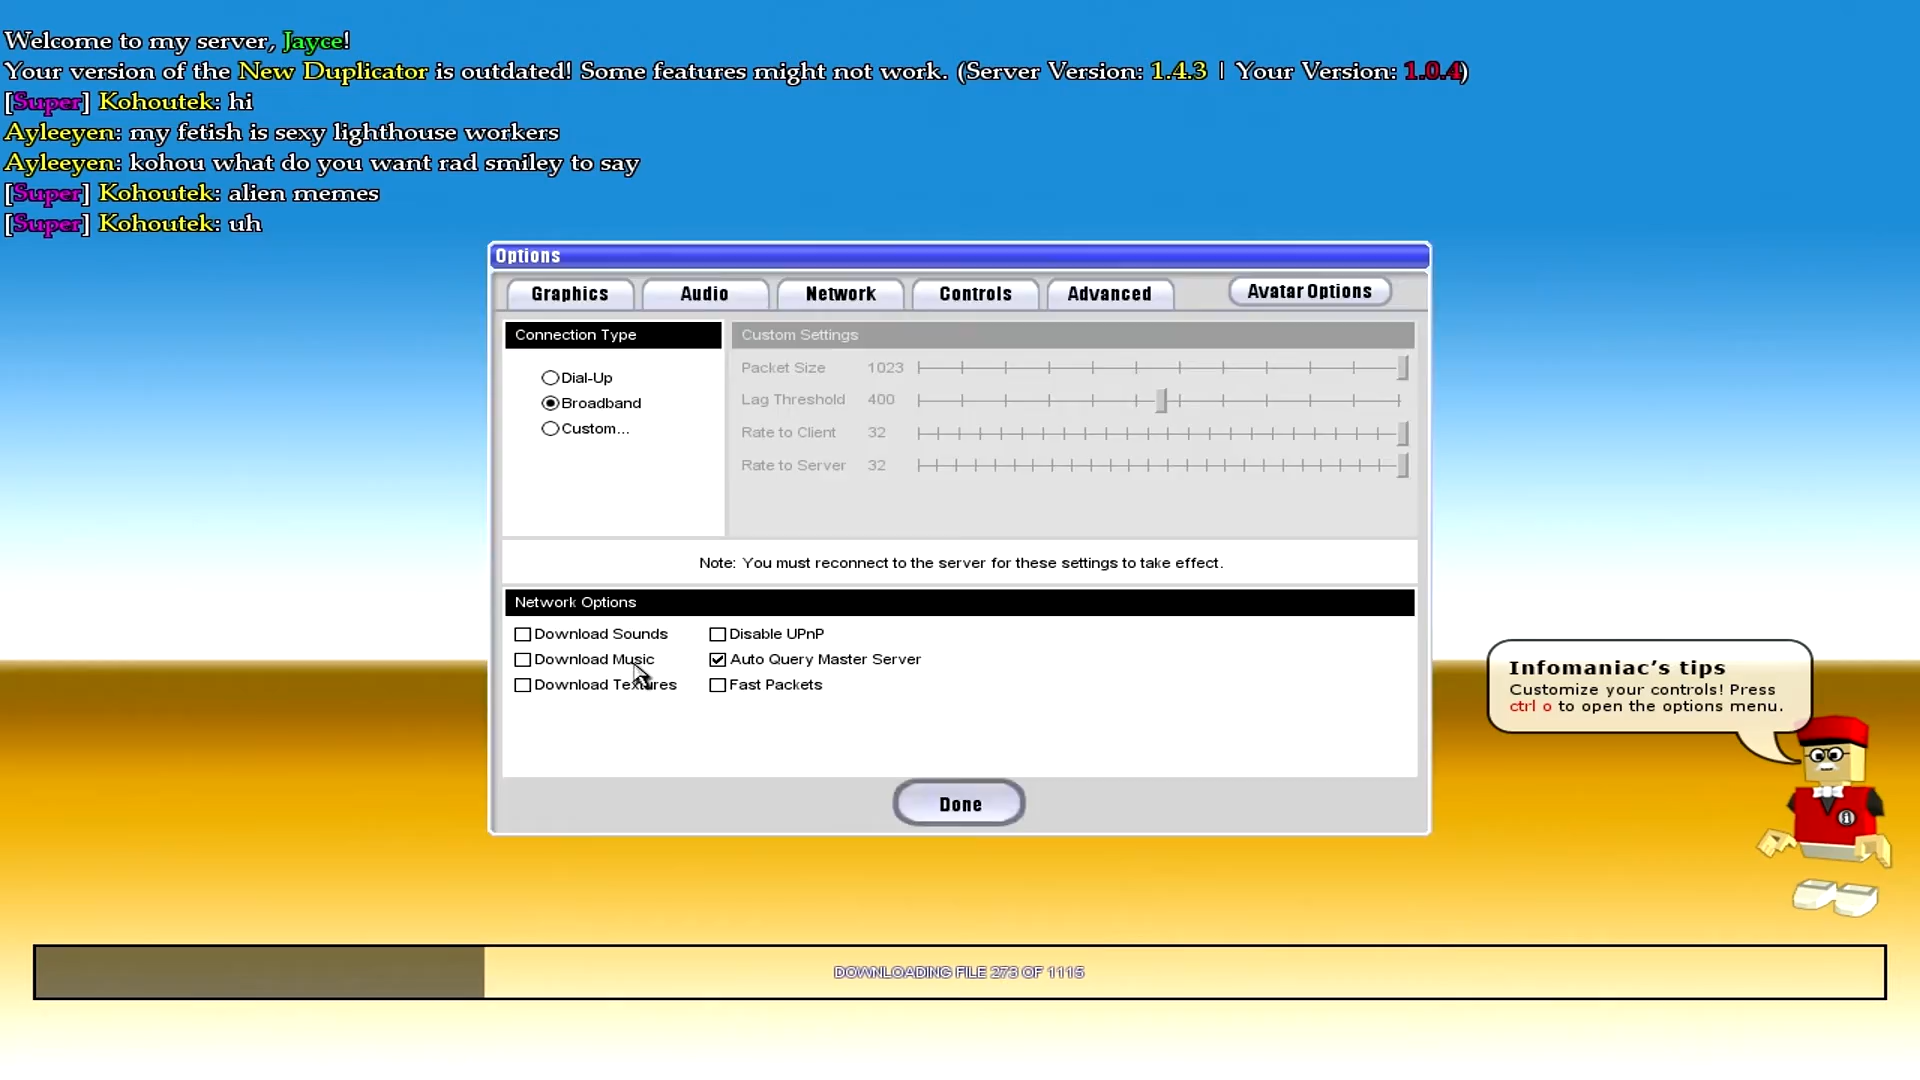 Welcome to my server, Jayce!
Your version of the New Duplicator is outdated! Some features might not work. (Server Version: 1.4.3 | Your Version: 1.0.4)
[Super] Kohoutek: hi
Ayleeyen: my fetish is sexy lighthouse workers
Ayleeyen: kohou what do you want rad smiley to say
[Super] Kohoutek: alien memes
[Super] Kohoutek: uh
Options
Graphics Audio Network Controls Advanced Avatar Options
Connection Type
Dial-Up
Broadband
Custom...
Custom Settings
Packet Size 1023
Lag Threshold 400
Rate to Client 32
Rate to Server 32
Note: You must reconnect to the server for these settings to take effect.
Network Options
Download Sounds
Download Music
Download Textures
Disable UPnP
Auto Query Master Server
Fast Packets
Done
Infomaniac's tips
Customize your controls! Press
ctrl o to open the options menu.
DOWNLOADING FILE 273 OF 1115